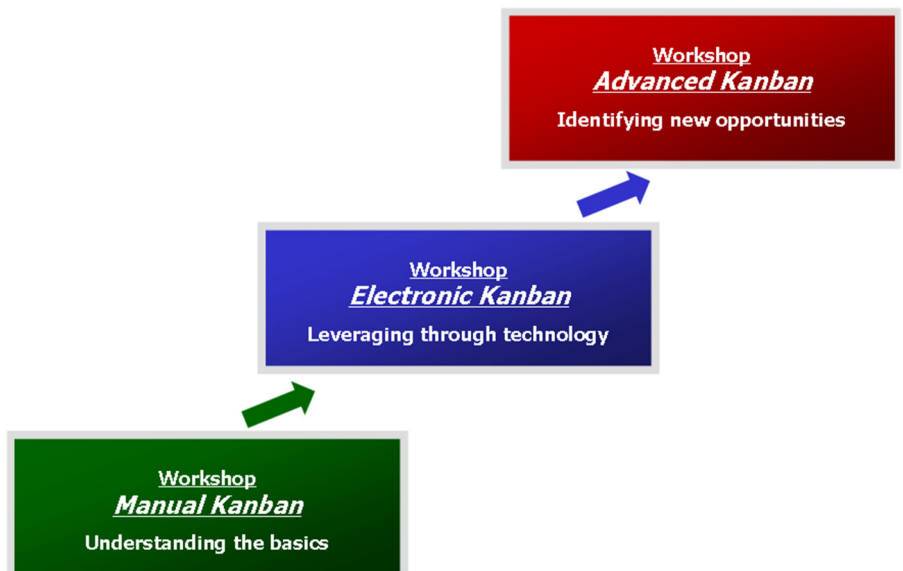 Workshop
Advanced Kanban
Identifying new opportunities
Workshop
Electronic Kanban
Leveraging through technology
Workshop
Manual Kanban
Understanding the basics